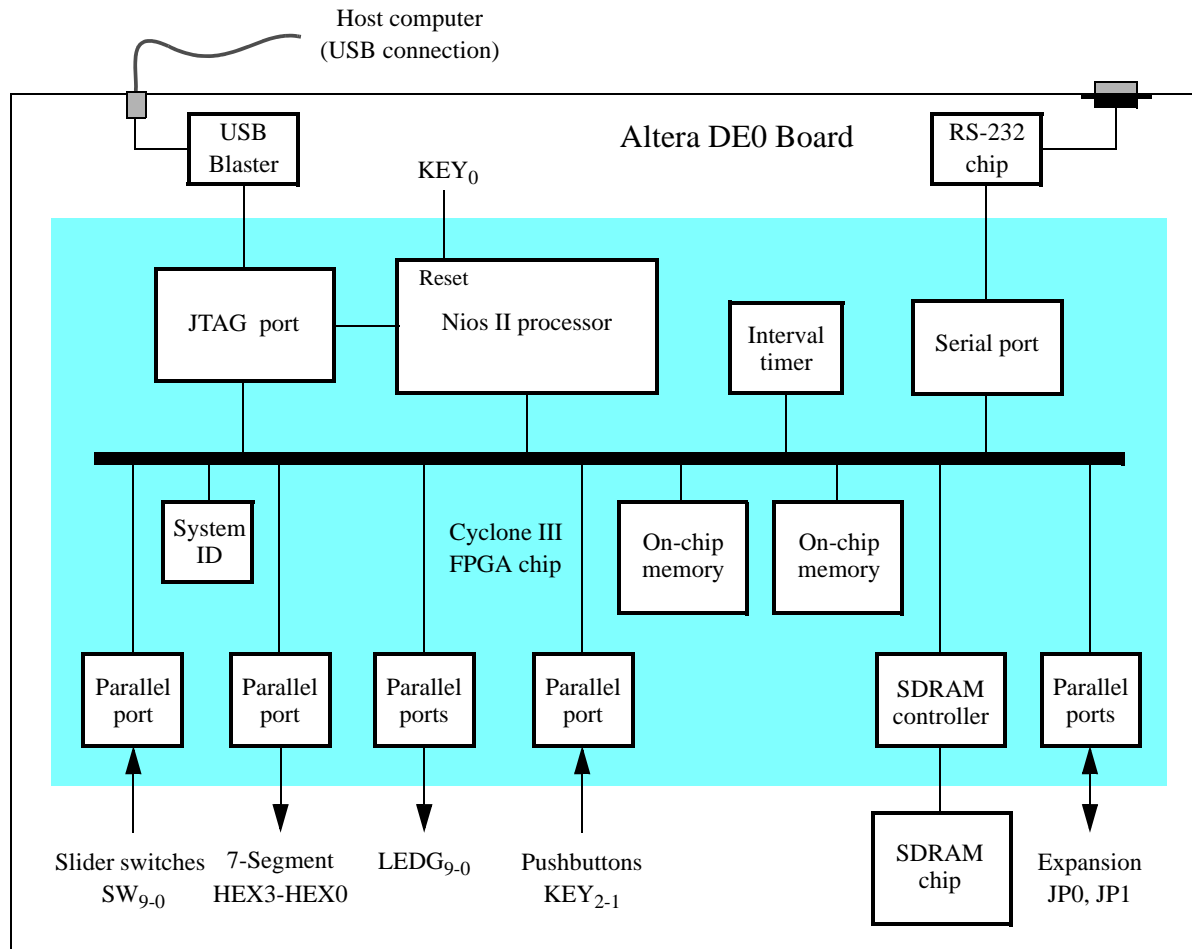 Host computer
(USB connection)
USB
Blaster
Altera DE0 Board
RS-232
chip
KEY0
Reset
JTAG port
Nios II processor
Interval
timer
Serial port
System
ID
Cyclone III
FPGA chip
On-chip
memory
On-chip
memory
Parallel
port
Parallel
port
Parallel
ports
Parallel
port
SDRAM
controller
Parallel
ports
Slider switches
SW9-0
7-Segment
HEX3-HEX0
LEDG9-0
Pushbuttons
KEY2-1
SDRAM
chip
Expansion
JP0, JP1